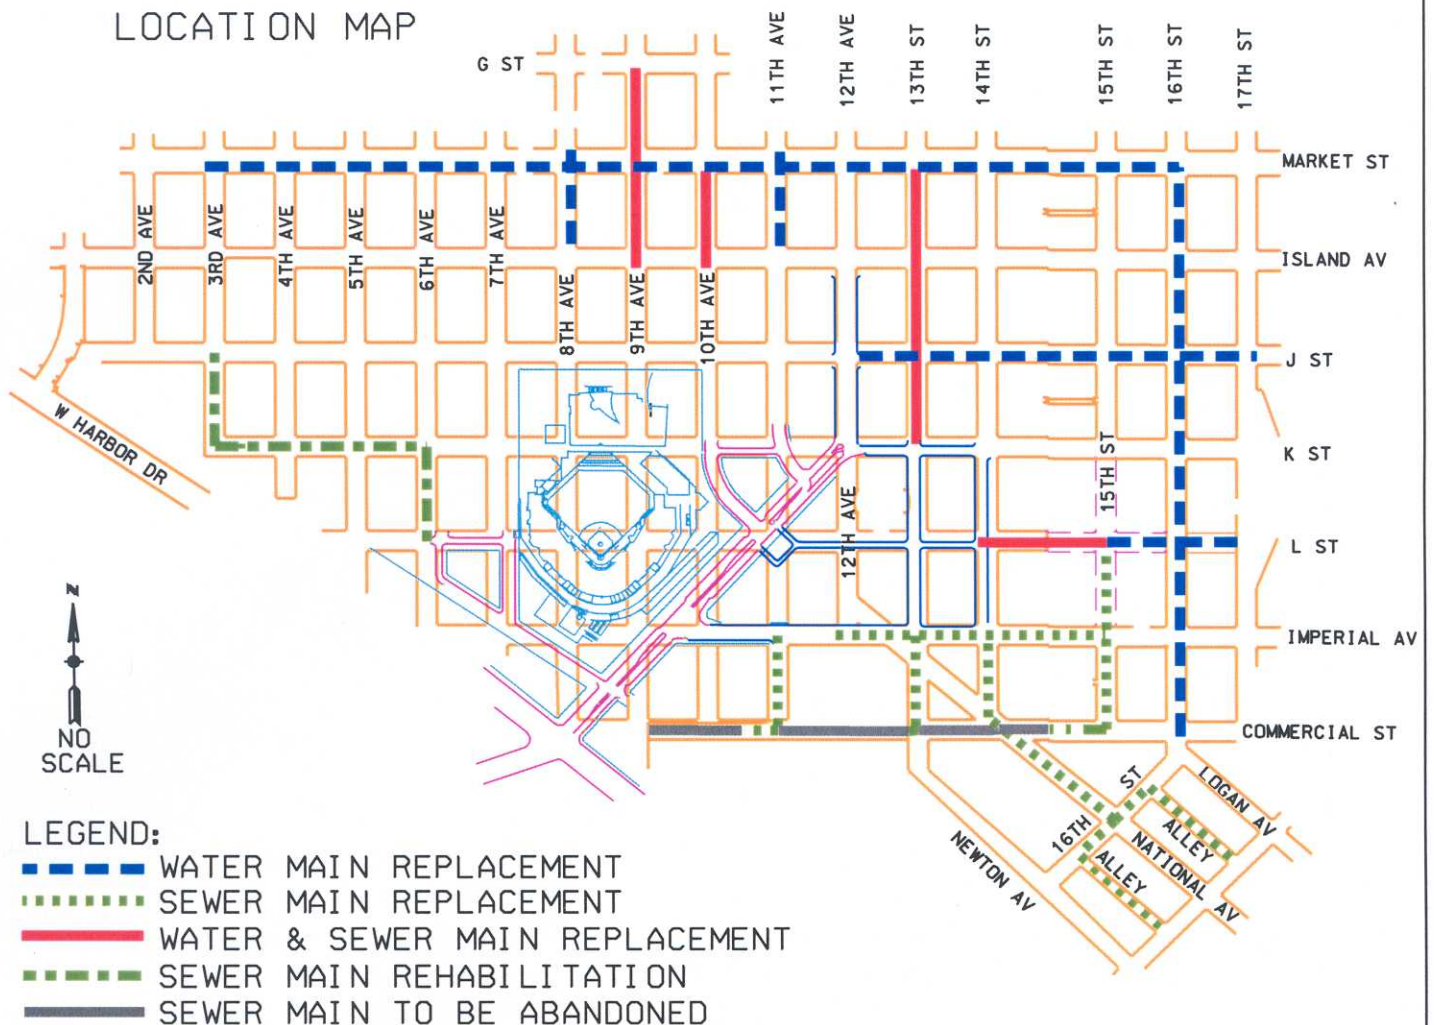 LOCATION MAP
G ST
11TH AVE
12TH AVE
13TH ST
14TH ST
15TH ST
16TH ST
17TH ST
MARKET ST
2ND AVE
3RD AVE
4TH AVE
5TH AVE
6TH AVE
7TH AVE
8TH AVE
9TH AVE
10TH AVE
ISLAND AV
J ST
W HARBOR DR
K ST
15TH ST
12TH AVE
L ST
N
IMPERIAL AV
NO
SCALE
COMMERCIAL ST
16TH ST
LOGAN AV
ALLEY
NATIONAL AV
ALLEY
NEWTON AV
LEGEND:
WATER MAIN REPLACEMENT
SEWER MAIN REPLACEMENT
WATER & SEWER MAIN REPLACEMENT
SEWER MAIN REHABILITATION
SEWER MAIN TO BE ABANDONED